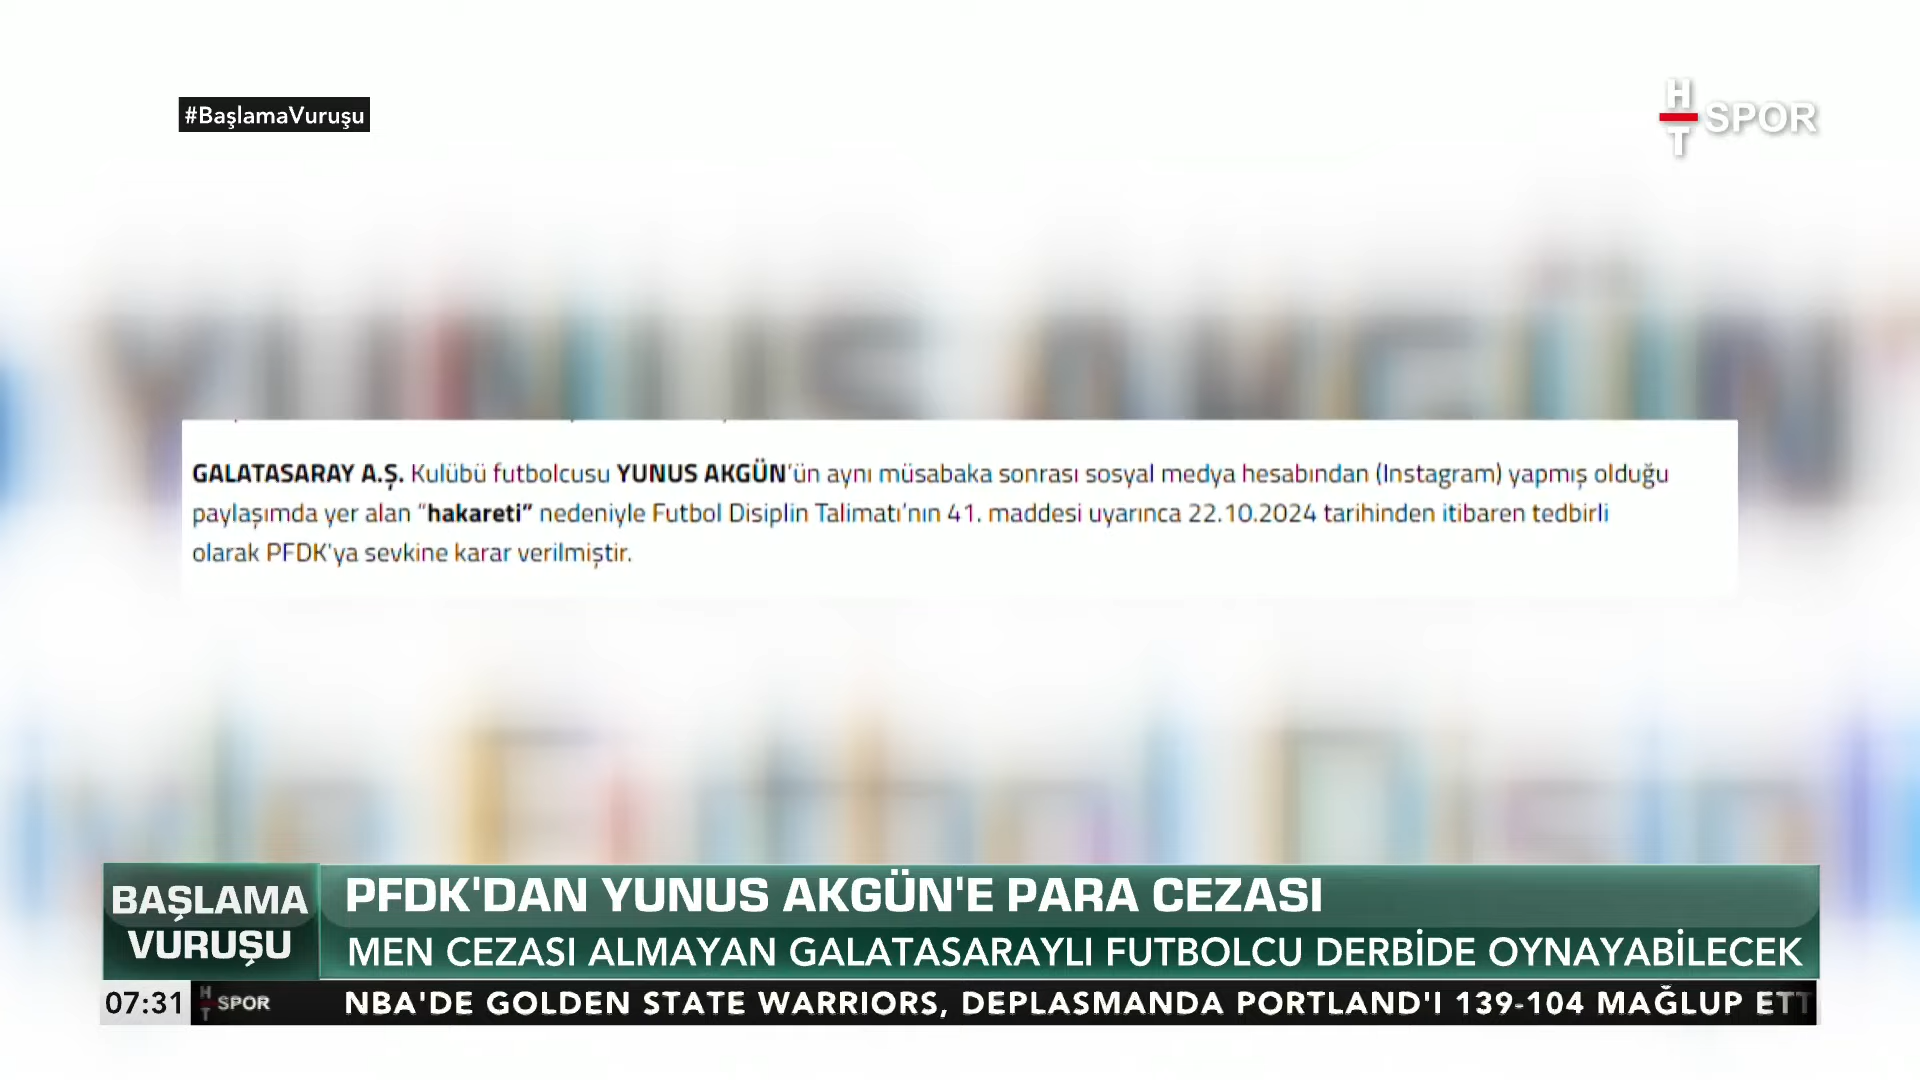 #BaşlamaVuruşu
HT SPOR
GALATASARAY A.Ş. Kulübü futbolcusu YUNUS AKGÜN'ün aynı müsabaka sonrası sosyal medya hesabından (Instagram) yapmış olduğu
paylaşımda yer alan “hakareti” nedeniyle Futbol Disiplin Talimatı'nın 41. maddesi uyarınca 22.10.2024 tarihinden itibaren tedbirli
olarak PFDK'ya sevkine karar verilmiştir.
BAŞLAMA
VURUŞU
PFDK'DAN YUNUS AKGÜN'E PARA CEZASI
MEN CEZASI ALMAYAN GALATASARAYLI FUTBOLCU DERBİDE OYNAYABİLECEK
07:31 HT SPOR NBA'DE GOLDEN STATE WARRIORS, DEPLASMANDA PORTLAND'I 139-104 MAĞLUP ETT